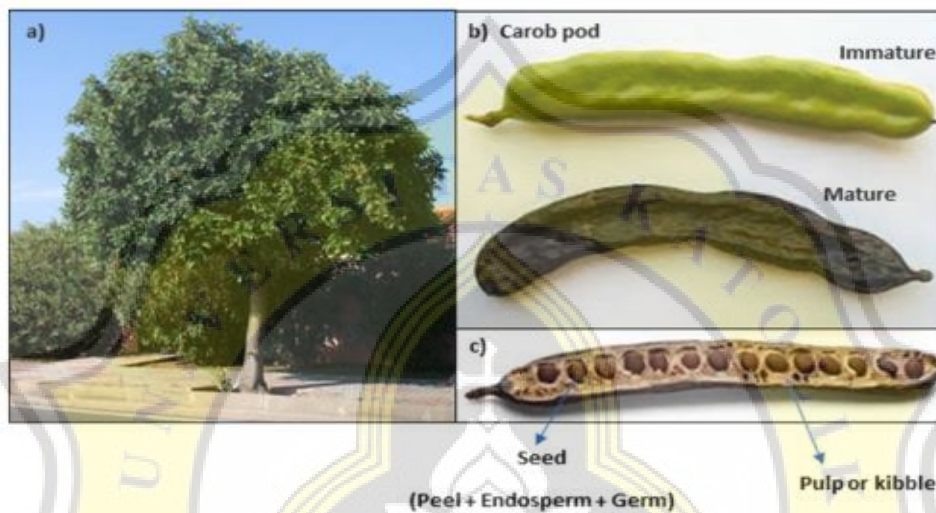 a)
b) Carob pod
Immature
Mature
c)
Seed
(Peel + Endosperm + Germ)
Pulp or kibble